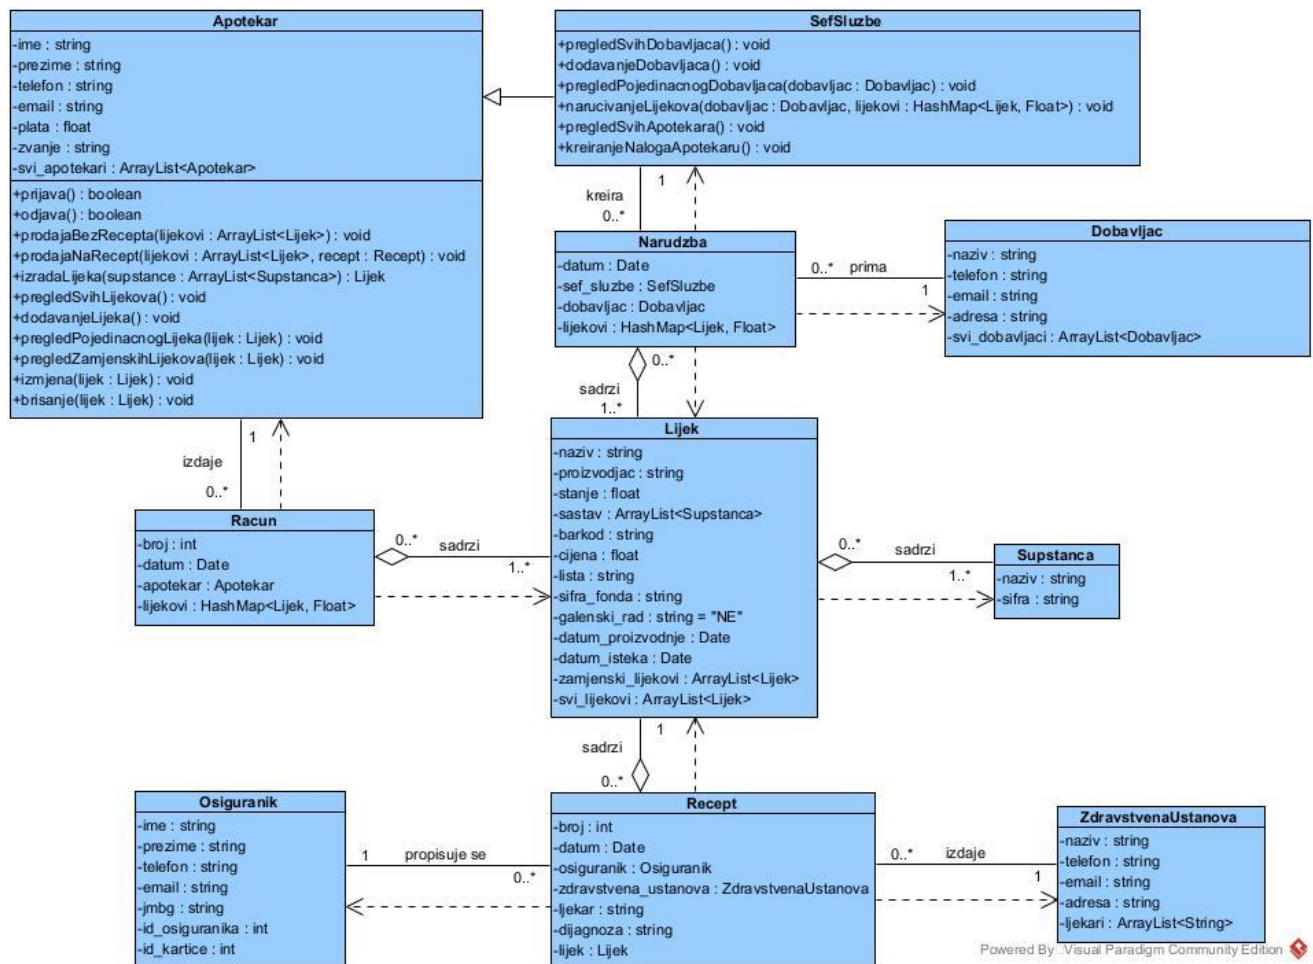 Apotekar
-ime : string
-prezime : string
-telefon : string
-email : string
-plata : float
-zvanje : string
-svi_apotekari : ArrayList<Apotekar>
+prijava() : boolean
+odjava() : boolean
+prodajaBezRecepta(lijekovi : ArrayList<Lijek>) : void
+prodajaNaRecept(lijekovi : ArrayList<Lijek>, recept : Recept) : void
+izradaLijeka(supstance : ArrayList<Supstanca>) : Lijek
+pregledSvihLijekova() : void
+dodavanjeLijeka() : void
+pregledPojedinacnogLijeka(lijek : Lijek) : void
+pregledZamjenskihLijekova(lijek : Lijek) : void
+izmjena(lijek : Lijek) : void
+brisanje(lijek : Lijek) : void
SefSluzbe
+pregledSvihDobavljaca() : void
+dodavanjeDobavljaca() : void
+pregledPojedinacnogDobavljaca(dobavljac : Dobavljac) : void
+narucivanjeLijekova(dobavljac : Dobavljac, lijekovi : HashMap<Lijek, Float>) : void
+pregledSvihApotekara() : void
+kreiranjeNalogaApotekaru() : void
1
kreira
0..*
Narudzba
-datum : Date
-sef_sluzbe : SefSluzbe
-dobavljac : Dobavljac
-lijekovi : HashMap<Lijek, Float>
0..* prima
1
Dobavljac
-naziv : string
-telefon : string
-email : string
-adresa : string
-svi_dobavljaci : ArrayList<Dobavljac>
0..*
sadrzi
1..*
1
izdaje
0..*
Racun
-broj : int
-datum : Date
-apotekar : Apotekar
-lijekovi : HashMap<Lijek, Float>
0..* sadrzi
1..*
Lijek
-naziv : string
-proizvodjac : string
-stanje : float
-sastav : ArrayList<Supstanca>
-barkod : string
-cijena : float
-lista : string
-sifra_fonda : string
-galenski_rad : string = "NE"
-datum_proizvodnje : Date
-datum_isteka : Date
-zamjenski_lijekovi : ArrayList<Lijek>
-svi_lijekovi : ArrayList<Lijek>
0..* sadrzi
1..*
Supstanca
-naziv : string
-sifra : string
1
sadrzi
0..*
Osiguranik
-ime : string
-prezime : string
-telefon : string
-email : string
-jmbg : string
-id_osiguranika : int
-id_kartice : int
1 propisuje se
0..*
Recept
-broj : int
-datum : Date
-osiguranik : Osiguranik
-zdravstvena_ustanova : ZdravstvenaUstanova
-ljekar : string
-dijagnoza : string
-lijek : Lijek
0..* izdaje
1
ZdravstvenaUstanova
-naziv : string
-telefon : string
-email : string
-adresa : string
-ljekari : ArrayList<String>
Powered By Visual Paradigm Community Edition